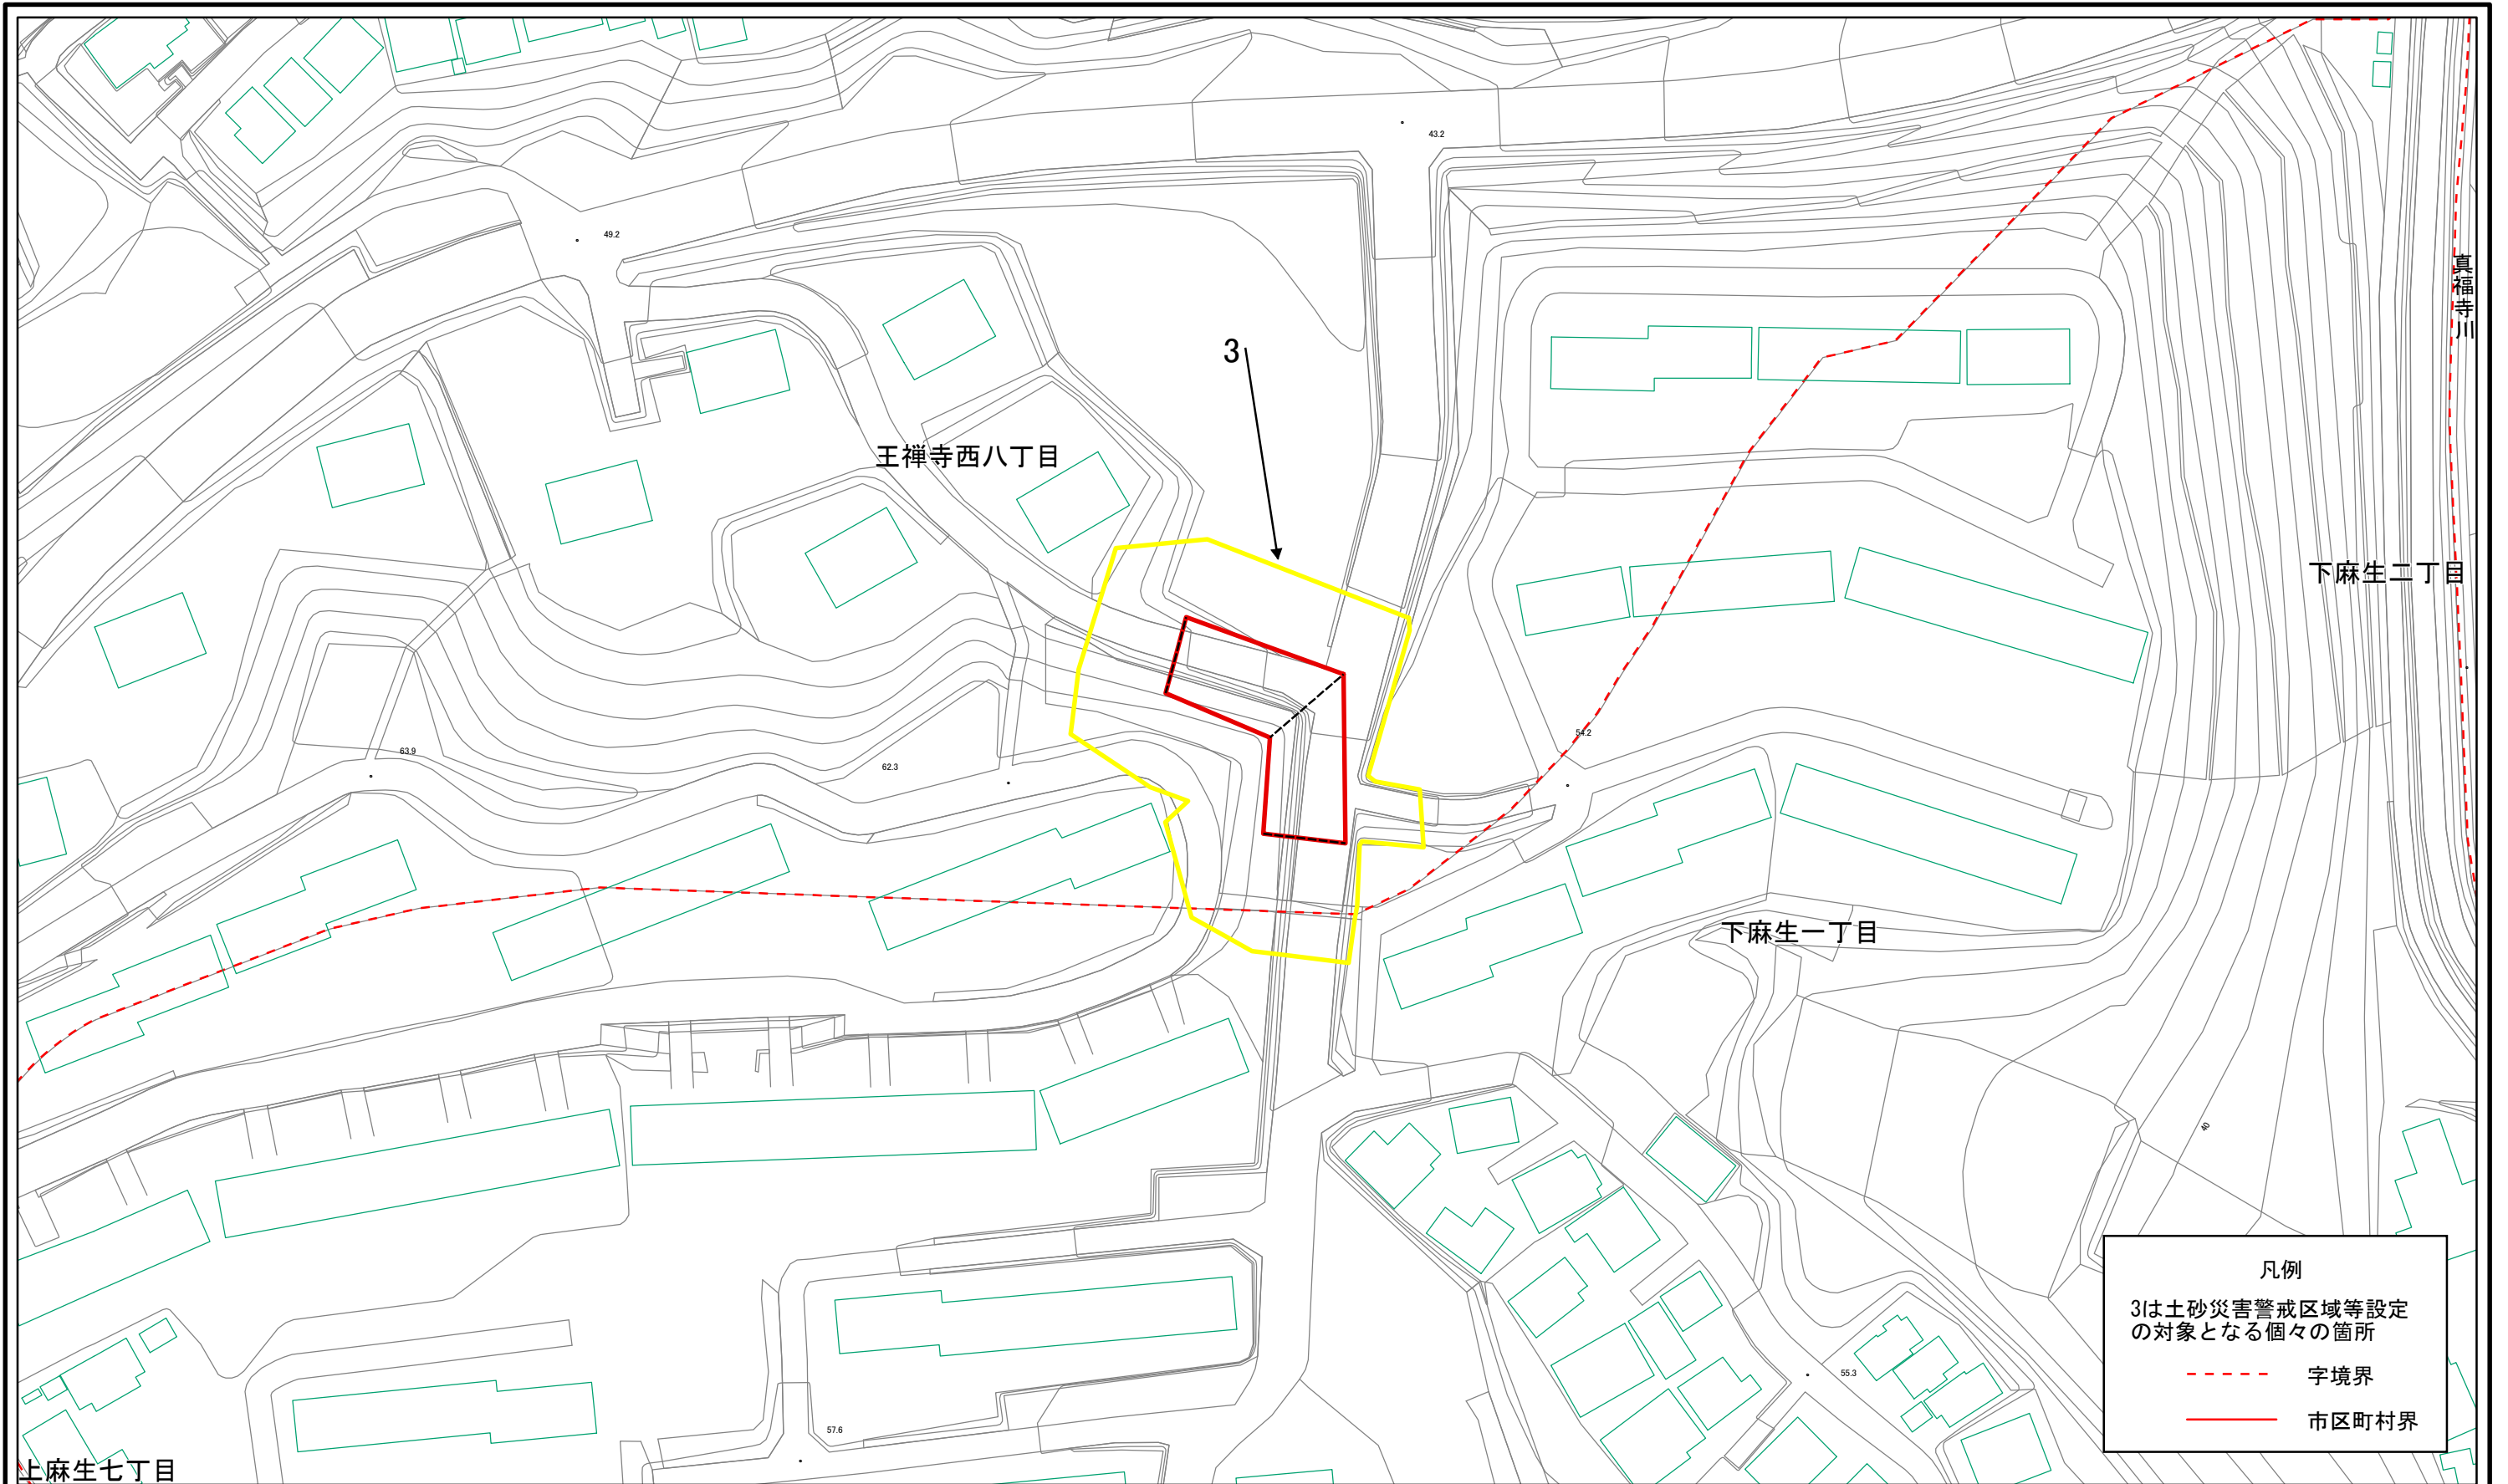 43.2
49.2
真福寺川
3
王禅寺西八丁目
下麻生二丁目
54.2
63.9
62.3
下麻生一丁目
40
凡例
3は土砂災害警戒区域等設定
の対象となる個々の箇所
字境界
市区町村界
55.3
57.6
上麻生七丁目